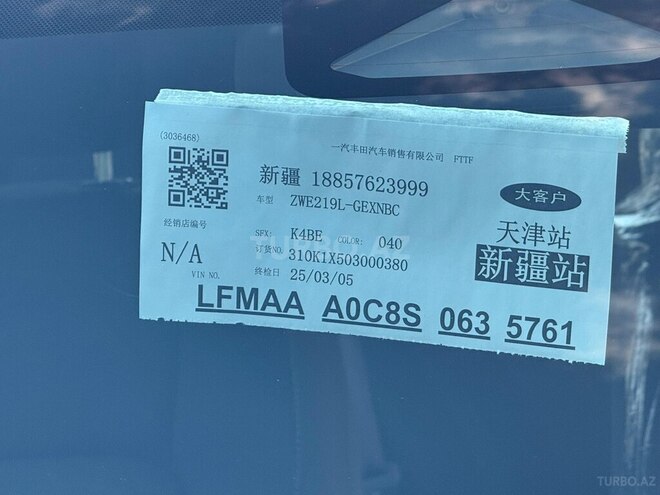 (3036468)
一汽丰田汽车销售有限公司 FTTF
新疆 18857623999
大客户
车型 ZWE219L-GEXNBC
经销店编号
SFX: K4BE COLOR: 040
天津站
N/A
订货NO. 310K1X503000380
新疆站
VIN NO.
终检日 25/03/05
LFMAA A0C8S 063 5761
TURBO.AZ
TURBO.AZ